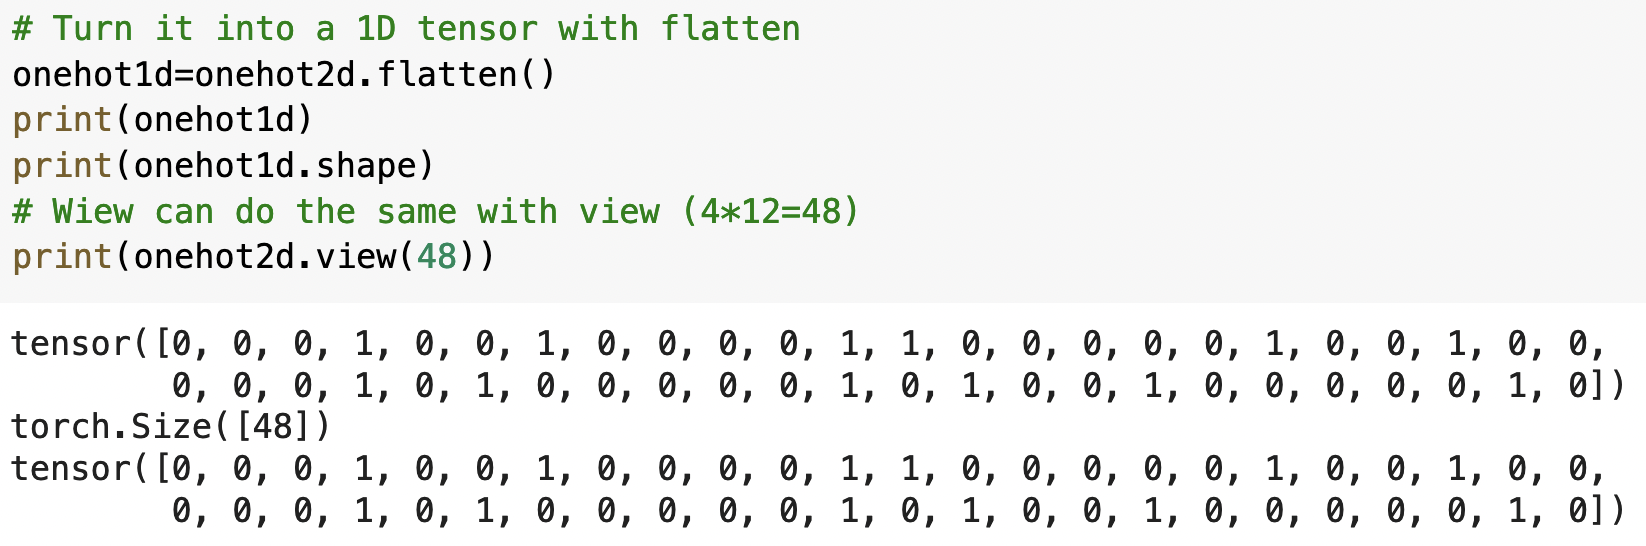 # Turn it into a 1D tensor with flatten
onehot1d=onehot2d.flatten()
print(onehot1d)
print(onehot1d.shape)
# Wiew can do the same with view (4*12=48)
print(onehot2d.view(48))
tensor([0, 0, 0, 1, 0, 0, 1, 0, 0, 0, 0, 1, 1, 0, 0, 0, 0, 0, 1, 0, 0, 1, 0, 0,
        0, 0, 0, 1, 0, 1, 0, 0, 0, 0, 0, 1, 0, 1, 0, 0, 1, 0, 0, 0, 0, 0, 1, 0])
torch.Size([48])
tensor([0, 0, 0, 1, 0, 0, 1, 0, 0, 0, 0, 1, 1, 0, 0, 0, 0, 0, 1, 0, 0, 1, 0, 0,
        0, 0, 0, 1, 0, 1, 0, 0, 0, 0, 0, 1, 0, 1, 0, 0, 1, 0, 0, 0, 0, 0, 1, 0])